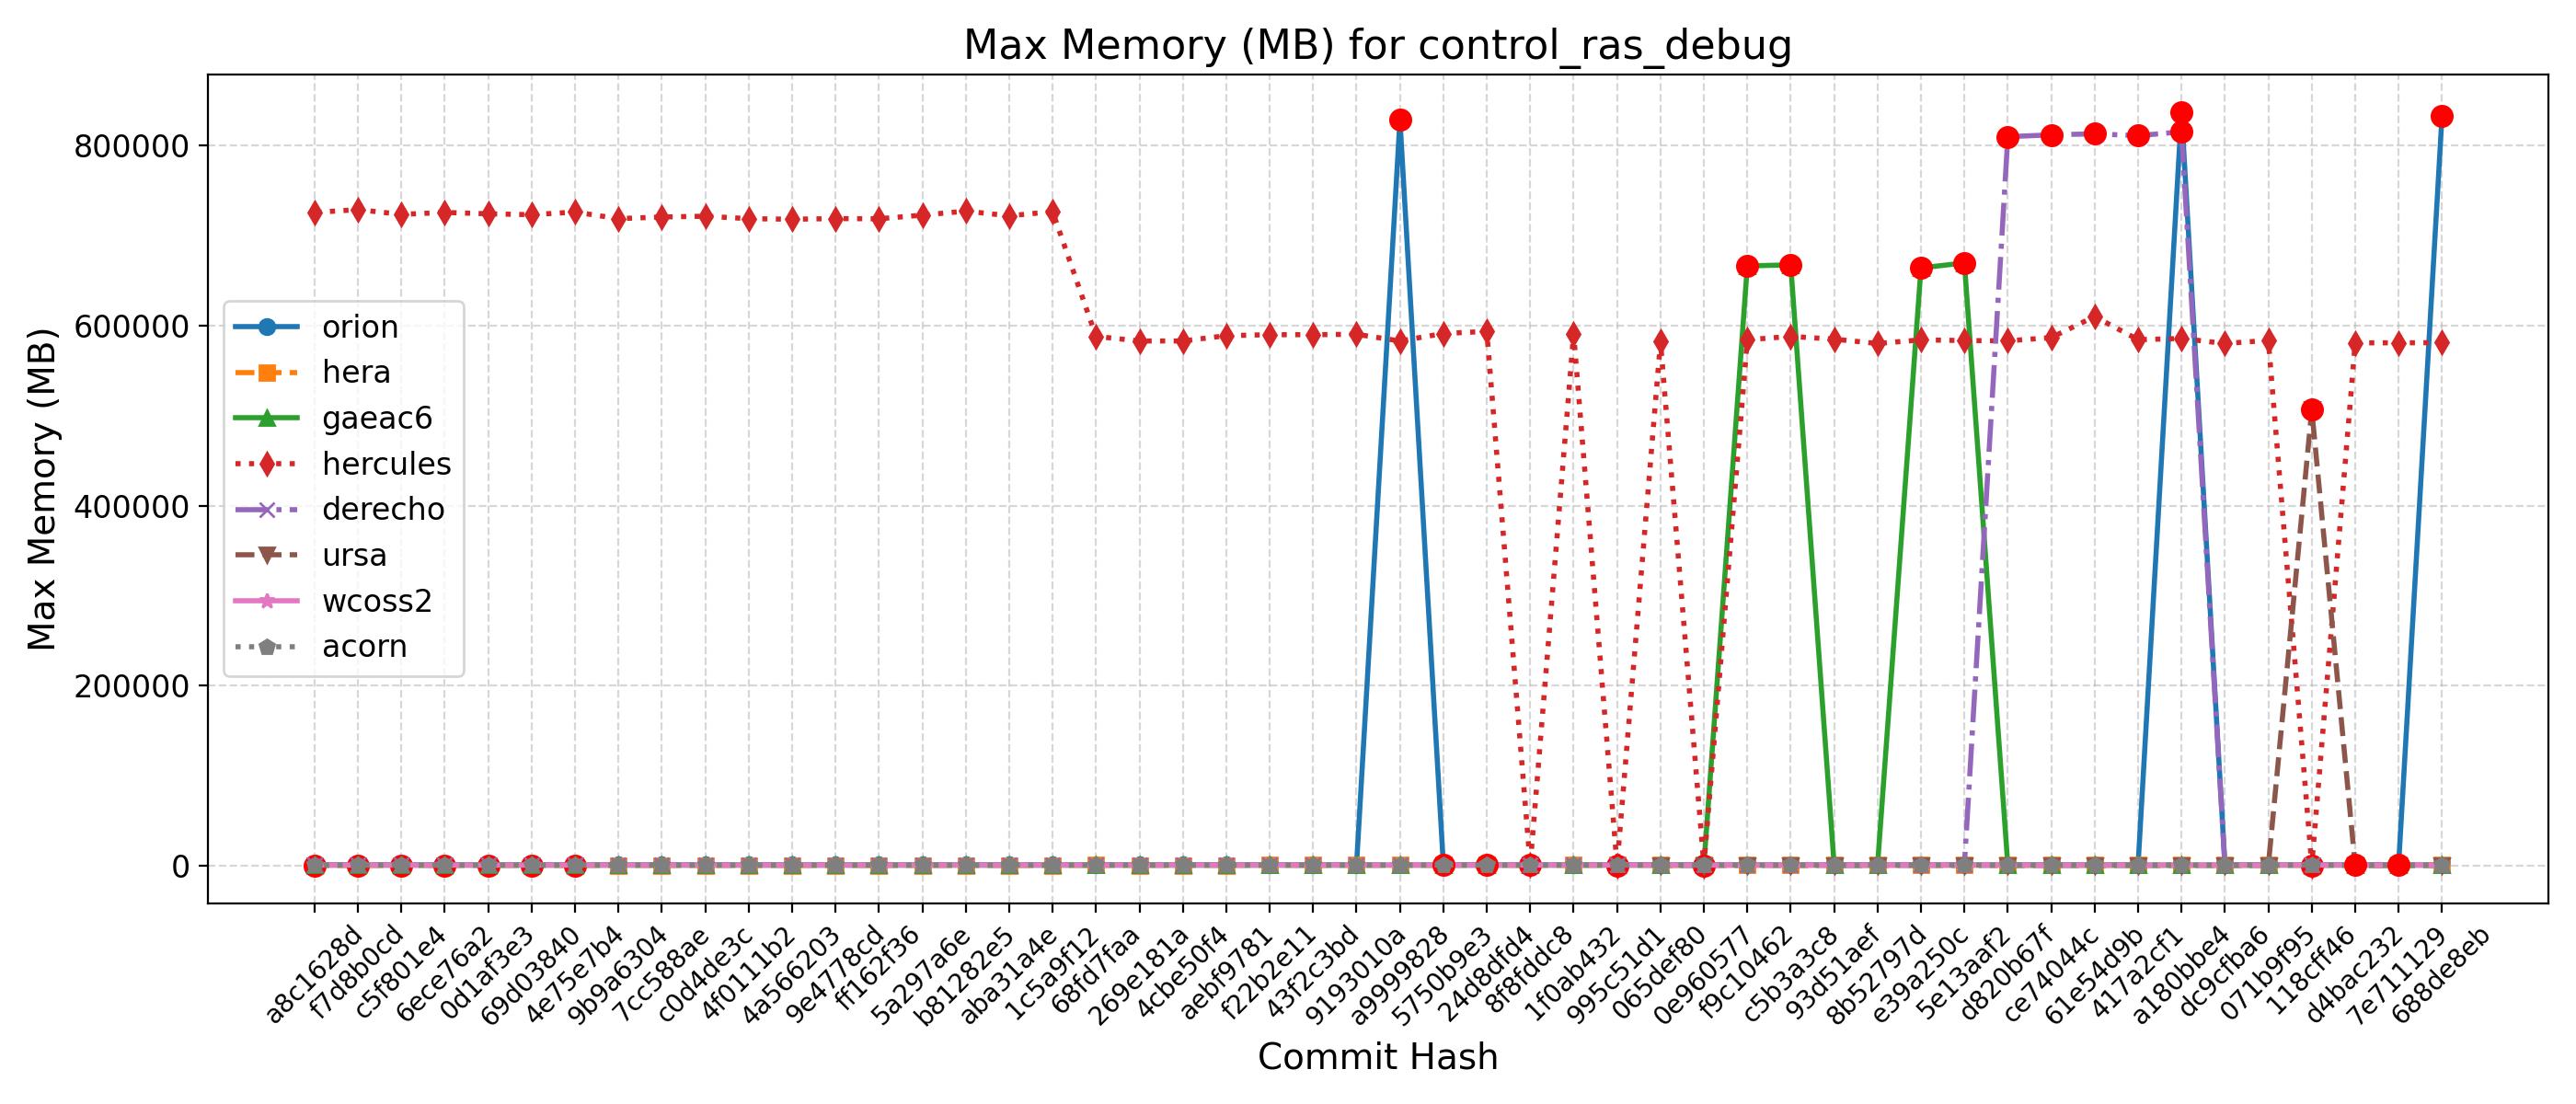 Max Memory (MB) for control_ras_debug
Max Memory (MB)
800000
600000
400000
200000
0
orion
hera
gaeac6
hercules
derecho
ursa
wcoss2
acorn
a8c1628d
f7d8b0cd
c5f801e4
6ece76a2
0d1af3e3
69d03840
4e75e7b4
9b9a6304
7cc588ae
c0d4de3c
4f0111b2
4a566203
9e4778cd
ff162f36
5a297a6e
b81282e5
aba31a4e
1c5a9f12
68fd7faa
269e181a
4cbe50f4
aebf9781
f22b2e11
43f2c3bd
9193010a
a9999828
5750b9e3
24d8dfd4
8f8fddc8
1f0ab432
995c51d1
065def80
0e960577
f9c10462
c5b3a3c8
93d51aef
8b52797d
e39a250c
5e13aaf2
d820b67f
ce74044c
61e54d9b
417a2cf1
a180bbe4
dc9cfba6
071b9f95
118cff46
d4bac232
7e711129
688de8eb
Commit Hash